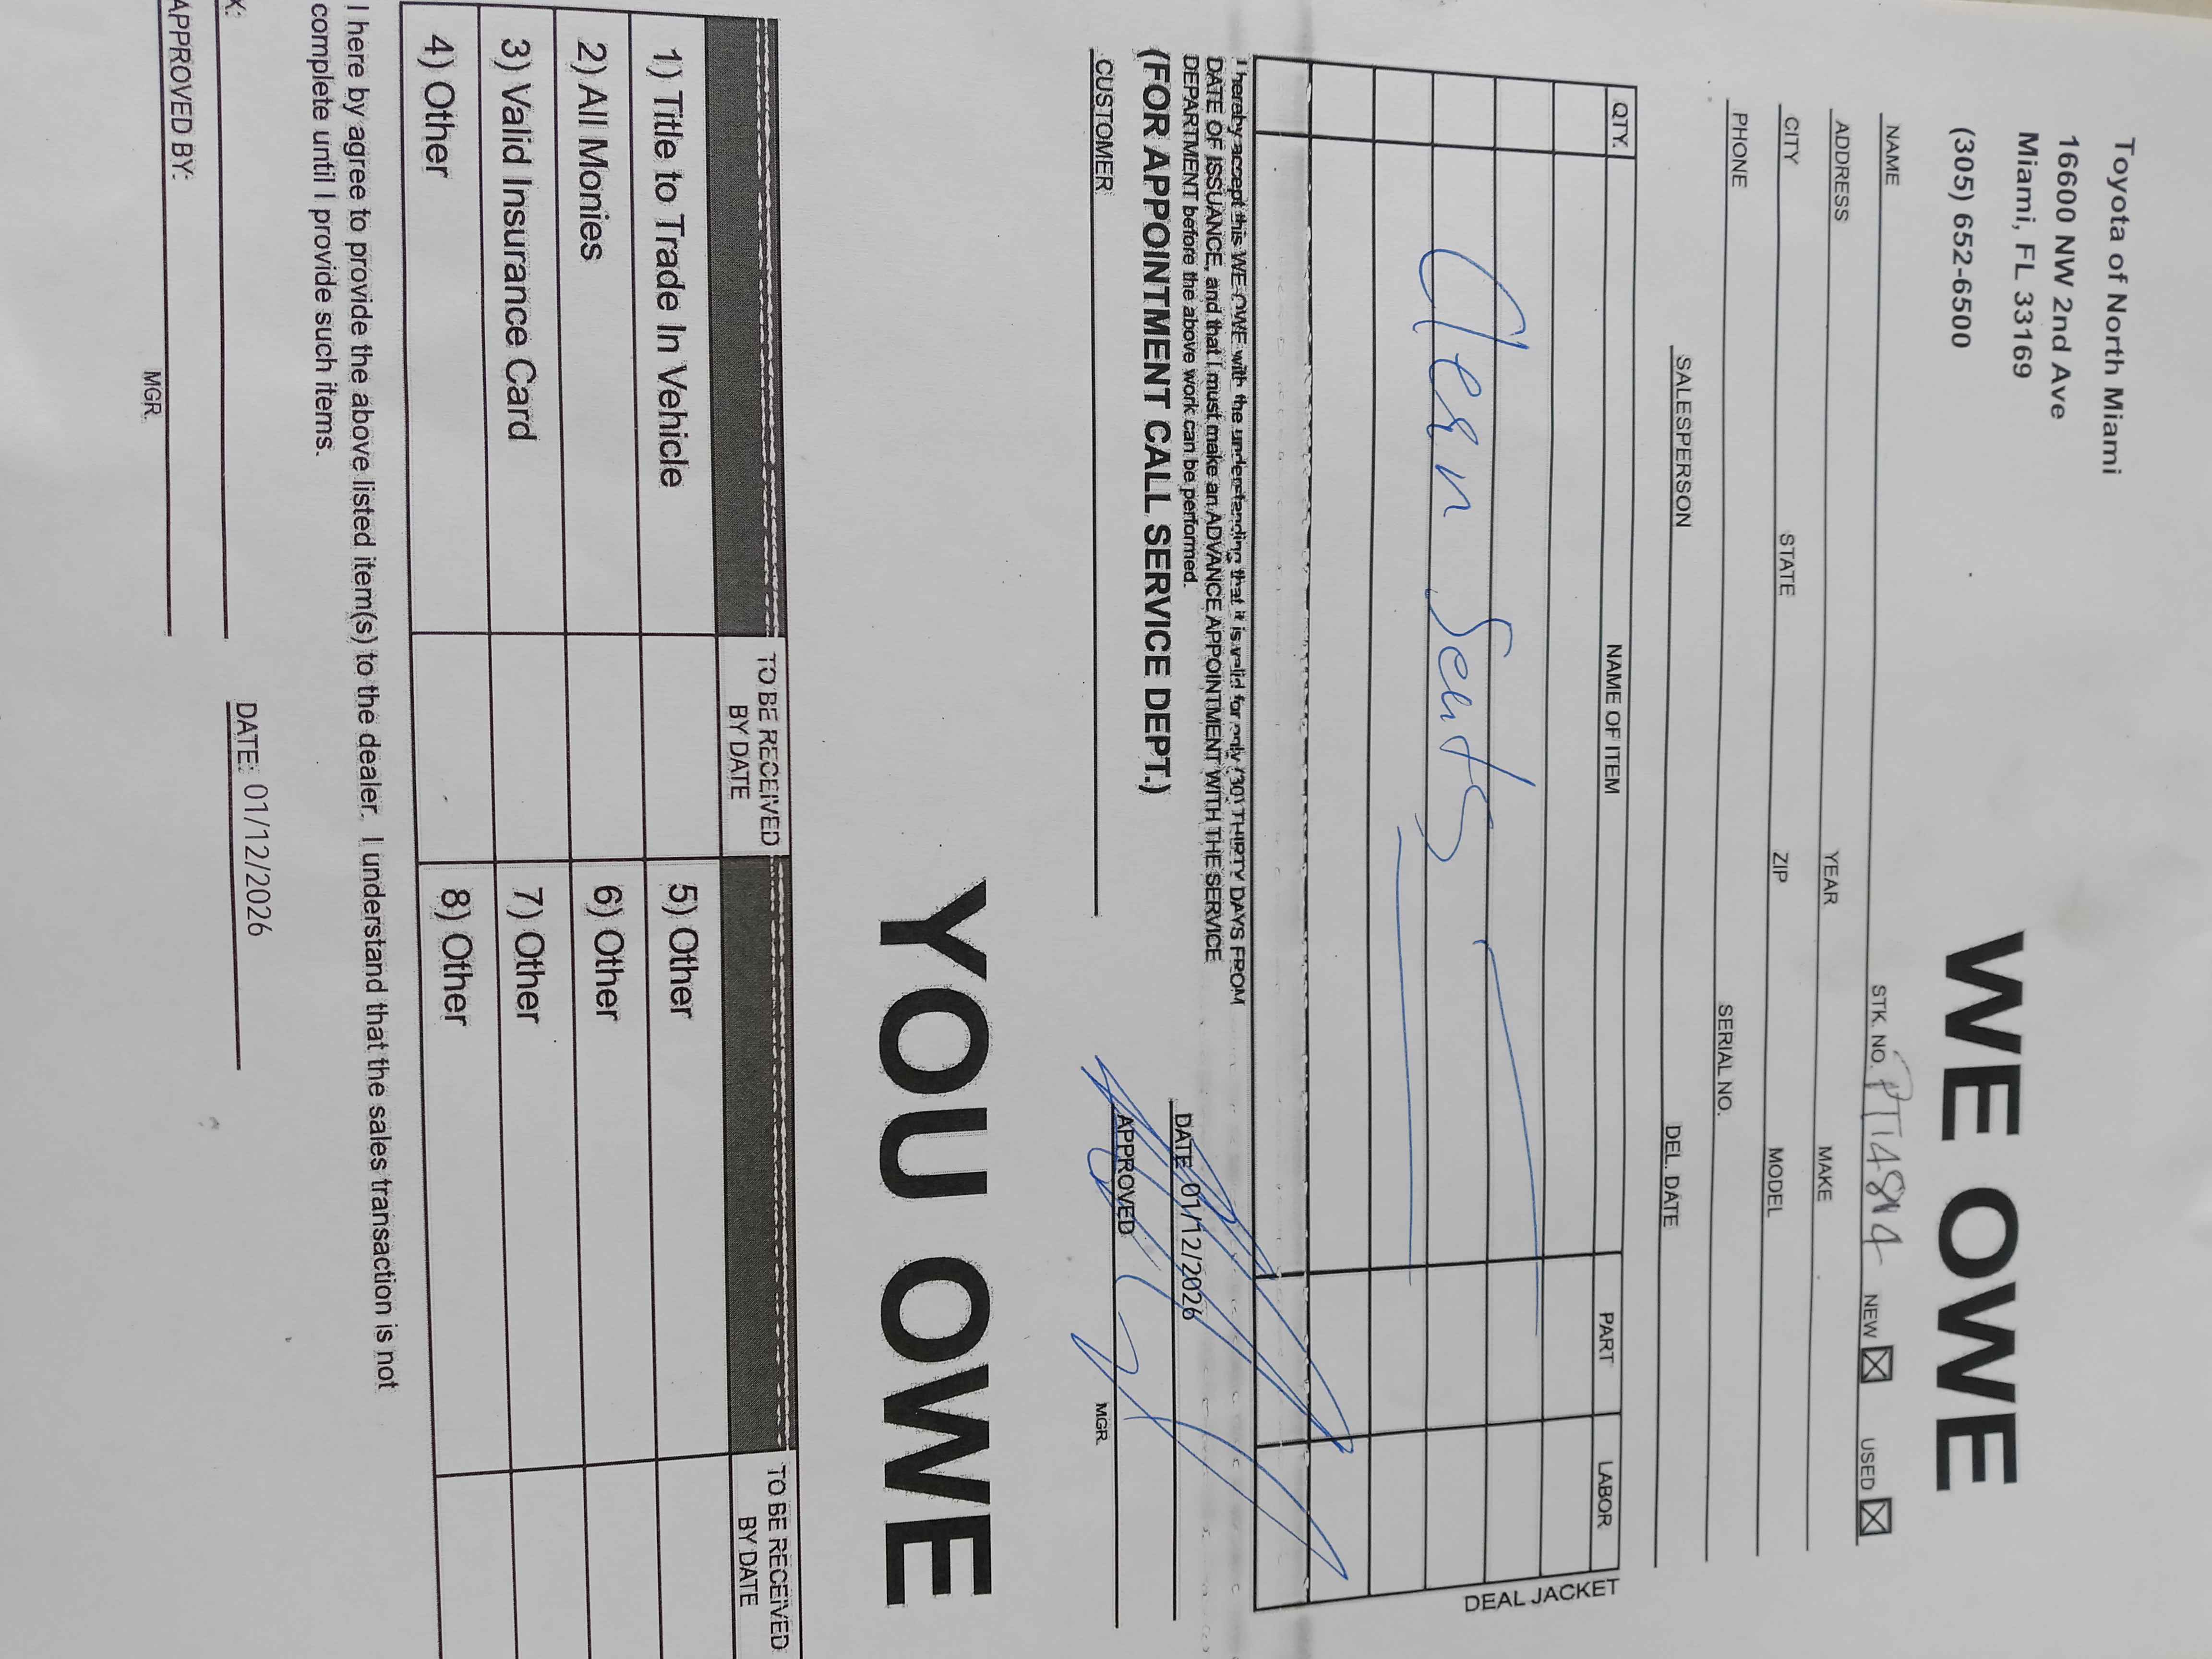 Toyota of North Miami
16600 NW 2nd Ave
Miami, FL 33169
(305) 652-6500
WE OWE
NAME STK. NO. NEW ☒ USED ☒
ADDRESS YEAR MAKE
CITY STATE ZIP MODEL
PHONE SERIAL NO.
SALESPERSON DEL. DATE
QTY. NAME OF ITEM PART LABOR
Clean Seats
DEAL JACKET
I hereby accept this WE OWE with the understanding that it is valid for only (30) THIRTY DAYS FROM
DATE OF ISSUANCE, and that I must make an ADVANCE APPOINTMENT WITH THE SERVICE
DEPARTMENT before the above work can be performed.
(FOR APPOINTMENT CALL SERVICE DEPT.)
DATE 01/12/2026
CUSTOMER APPROVED
MGR.
YOU OWE
TO BE RECEIVED BY DATE TO BE RECEIVED BY DATE
1) Title to Trade In Vehicle 5) Other
2) All Monies 6) Other
3) Valid Insurance Card 7) Other
4) Other 8) Other
I here by agree to provide the above listed item(s) to the dealer. I understand that the sales transaction is not
complete until I provide such items.
X: DATE: 01/12/2026
APPROVED BY:
MGR.